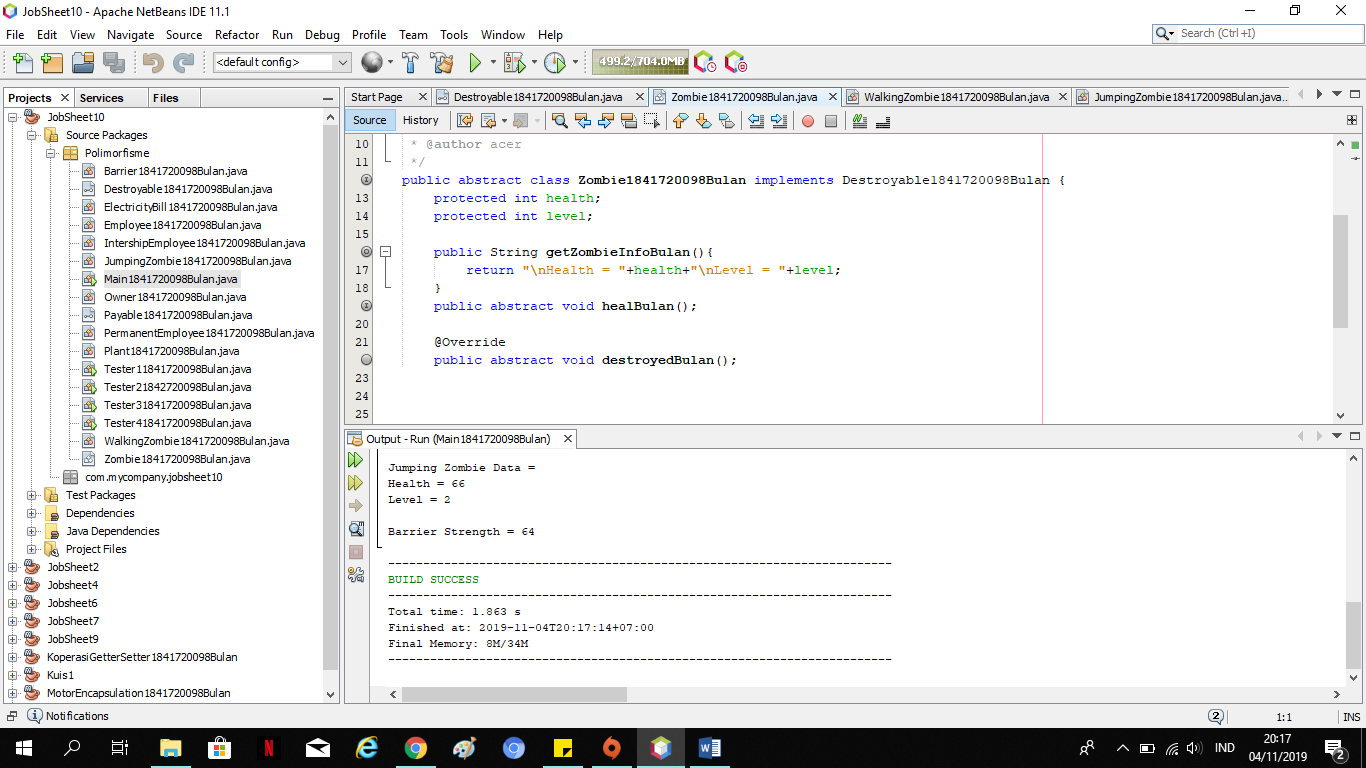 JobSheet10 - Apache NetBeans IDE 11.1
File Edit View Navigate Source Refactor Run Debug Profile Team Tools Window Help
Search (Ctrl+I)
<default config>
499.2/704.0MB
Projects Services Files
JobSheet10
Source Packages
Polimorfisme
Barrier1841720098Bulan.java
Destroyable1841720098Bulan.java
ElectricityBill1841720098Bulan.java
Employee1841720098Bulan.java
IntershipEmployee1841720098Bulan.java
JumpingZombie1841720098Bulan.java
Main1841720098Bulan.java
Owner1841720098Bulan.java
Payable1841720098Bulan.java
PermanentEmployee1841720098Bulan.java
Plant1841720098Bulan.java
Tester11841720098Bulan.java
Tester21842720098Bulan.java
Tester31841720098Bulan.java
Tester41841720098Bulan.java
WalkingZombie1841720098Bulan.java
Zombie1841720098Bulan.java
com.mycompany.jobsheet10
Test Packages
Dependencies
Java Dependencies
Project Files
JobSheet2
Jobsheet4
Jobsheet6
JobSheet7
JobSheet9
KoperasiGetterSetter1841720098Bulan
Kuis1
MotorEncapsulation1841720098Bulan
Start Page Destroyable1841720098Bulan.java Zombie1841720098Bulan.java WalkingZombie1841720098Bulan.java JumpingZombie1841720098Bulan.java...
Source History
10 * @author acer
11 */
public abstract class Zombie1841720098Bulan implements Destroyable1841720098Bulan {
13 protected int health;
14 protected int level;
15
public String getZombieInfoBulan(){
17 return "\nHealth = "+health+"\nLevel = "+level;
18 }
public abstract void healBulan();
20
21 @Override
public abstract void destroyedBulan();
23
24
25
Output - Run (Main1841720098Bulan)
Jumping Zombie Data =
Health = 66
Level = 2
Barrier Strength = 64
------------------------------------------------------------------------
BUILD SUCCESS
------------------------------------------------------------------------
Total time: 1.863 s
Finished at: 2019-11-04T20:17:14+07:00
Final Memory: 8M/34M
------------------------------------------------------------------------
Notifications
2
1:1
INS
IND
20:17
04/11/2019
2